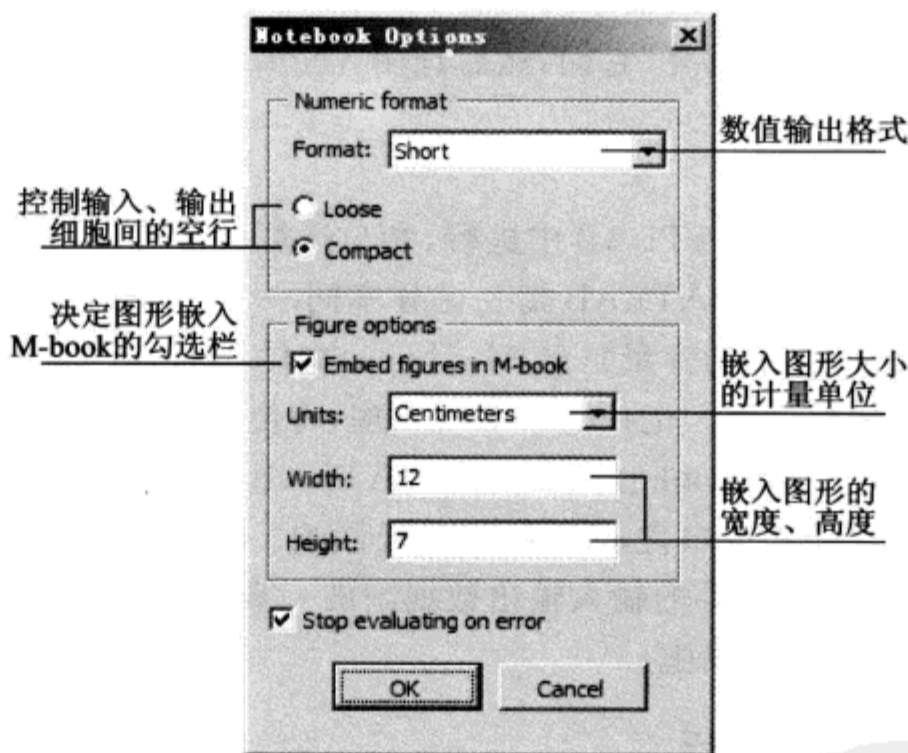 Notebook Options
Numeric format
Format: Short
数值输出格式
控制输入、输出
细胞间的空行
Loose
Compact
决定图形嵌入
M-book的勾选栏
Figure options
Embed figures in M-book
嵌入图形大小
的计量单位
Units: Centimeters
Width: 12
嵌入图形的
宽度、高度
Height: 7
Stop evaluating on error
OK
Cancel